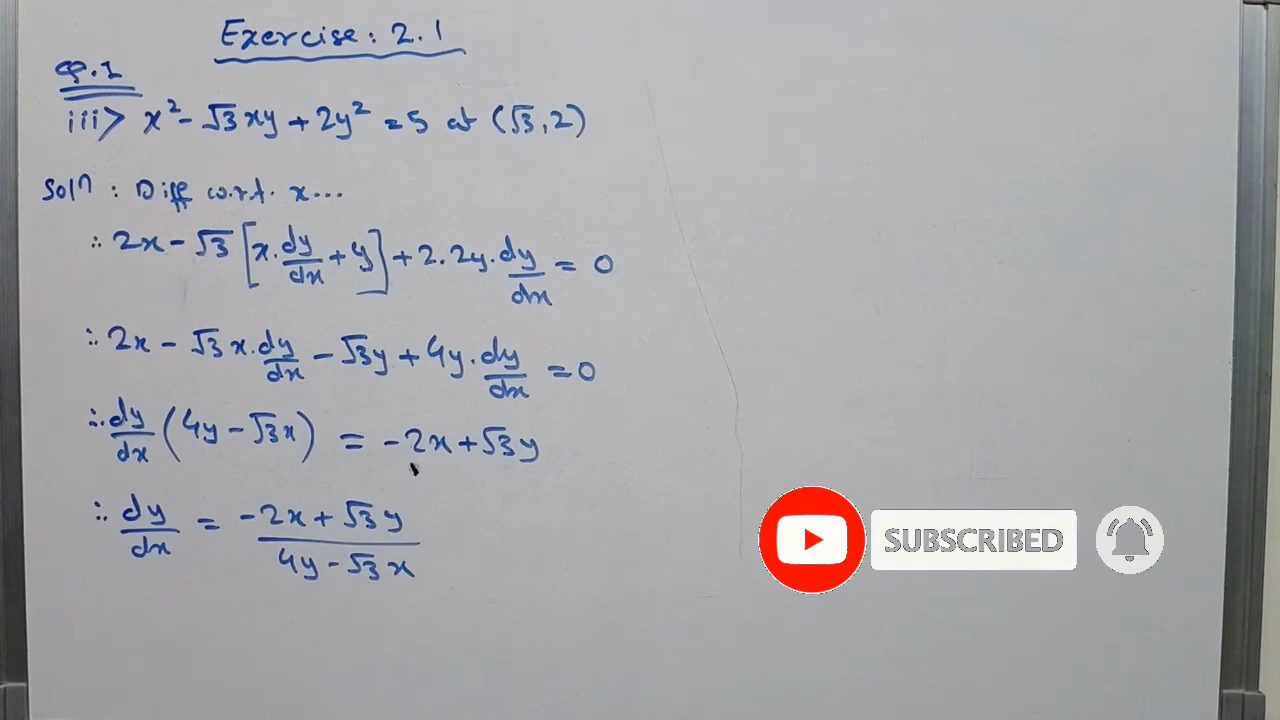 Exercise: 2.1
Q.1
iii> x² - √3xy + 2y² = 5 at (√3, 2)
Solⁿ : Diff w.r.t. x...
∴ 2x - √3 [x. dy/dx + y] + 2.2y. dy/dx = 0
∴ 2x - √3 x. dy/dx - √3y + 4y. dy/dx = 0
∴ dy/dx (4y - √3x) = -2x + √3y
∴ dy/dx = (-2x + √3y)/(4y - √3x)
SUBSCRIBED